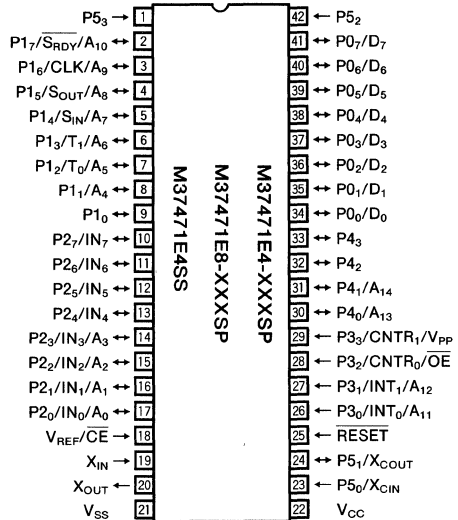 P5₃ → 1
P1₇/S̅R̅D̅Y̅/A₁₀ ↔ 2
P1₆/CLK/A₉ ↔ 3
P1₅/SOUT/A₈ ↔ 4
P1₄/SIN/A₇ ↔ 5
P1₃/T₁/A₆ ↔ 6
P1₂/T₀/A₅ ↔ 7
P1₁/A₄ ↔ 8
P1₀ ↔ 9
P2₇/IN₇ ↔ 10
P2₆/IN₆ ↔ 11
P2₅/IN₅ ↔ 12
P2₄/IN₄ ↔ 13
P2₃/IN₃/A₃ ↔ 14
P2₂/IN₂/A₂ ↔ 15
P2₁/IN₁/A₁ ↔ 16
P2₀/IN₀/A₀ ↔ 17
VREF/C̅E̅ → 18
XIN → 19
XOUT ← 20
VSS 21
M37471E4SS
M37471E8-XXXSP
M37471E4-XXXSP
42 ← P5₂
41 ↔ P0₇/D₇
40 ↔ P0₆/D₆
39 ↔ P0₅/D₅
38 ↔ P0₄/D₄
37 ↔ P0₃/D₃
36 ↔ P0₂/D₂
35 ↔ P0₁/D₁
34 ↔ P0₀/D₀
33 ↔ P4₃
32 ↔ P4₂
31 ↔ P4₁/A₁₄
30 ↔ P4₀/A₁₃
29 ← P3₃/CNTR₁/VPP
28 ← P3₂/CNTR₀/O̅E̅
27 ← P3₁/INT₁/A₁₂
26 ← P3₀/INT₀/A₁₁
25 ← R̅E̅S̅E̅T̅
24 ↔ P5₁/XCOUT
23 ← P5₀/XCIN
22 VCC